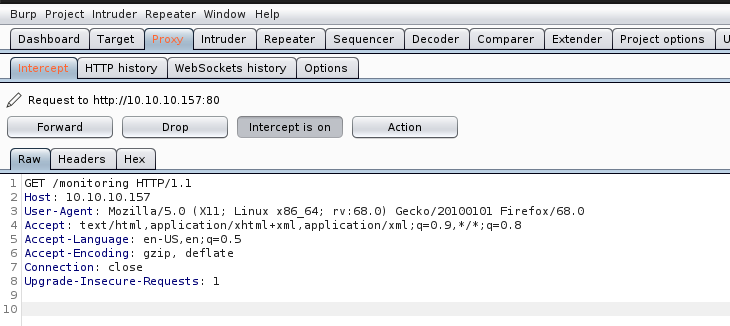 Burp Project Intruder Repeater Window Help
Dashboard Target Proxy Intruder Repeater Sequencer Decoder Comparer Extender Project options
Intercept HTTP history WebSockets history Options
Request to http://10.10.10.157:80
Forward Drop Intercept is on Action
Raw Headers Hex
1 GET /monitoring HTTP/1.1
2 Host: 10.10.10.157
3 User-Agent: Mozilla/5.0 (X11; Linux x86_64; rv:68.0) Gecko/20100101 Firefox/68.0
4 Accept: text/html,application/xhtml+xml,application/xml;q=0.9,*/*;q=0.8
5 Accept-Language: en-US,en;q=0.5
6 Accept-Encoding: gzip, deflate
7 Connection: close
8 Upgrade-Insecure-Requests: 1
9
10